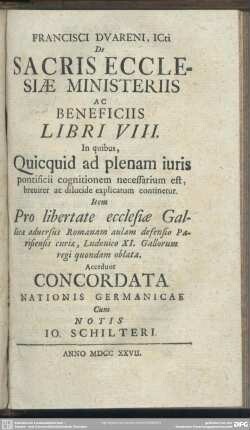 FRANCISCI DVARENI, ICti
De
SACRIS ECCLE-
SIÆ MINISTERIIS
AC
BENEFICIIS
LIBRI VIII.
In quibus,
Quicquid ad plenam iuris
pontificii cognitionem necessarium est,
breuiter ac dilucide explicatum continetur.
Item
Pro libertate ecclesiæ Gal-
licæ aduersus Romanam aulam defensio Pa-
risiensis curiæ, Ludouico XI. Gallorum
regi quondam oblata.
Accedunt
CONCORDATA
NATIONIS GERMANICAE
Cum
NOTIS
IO. SCHILTERI.
ANNO MDCC XXVII.